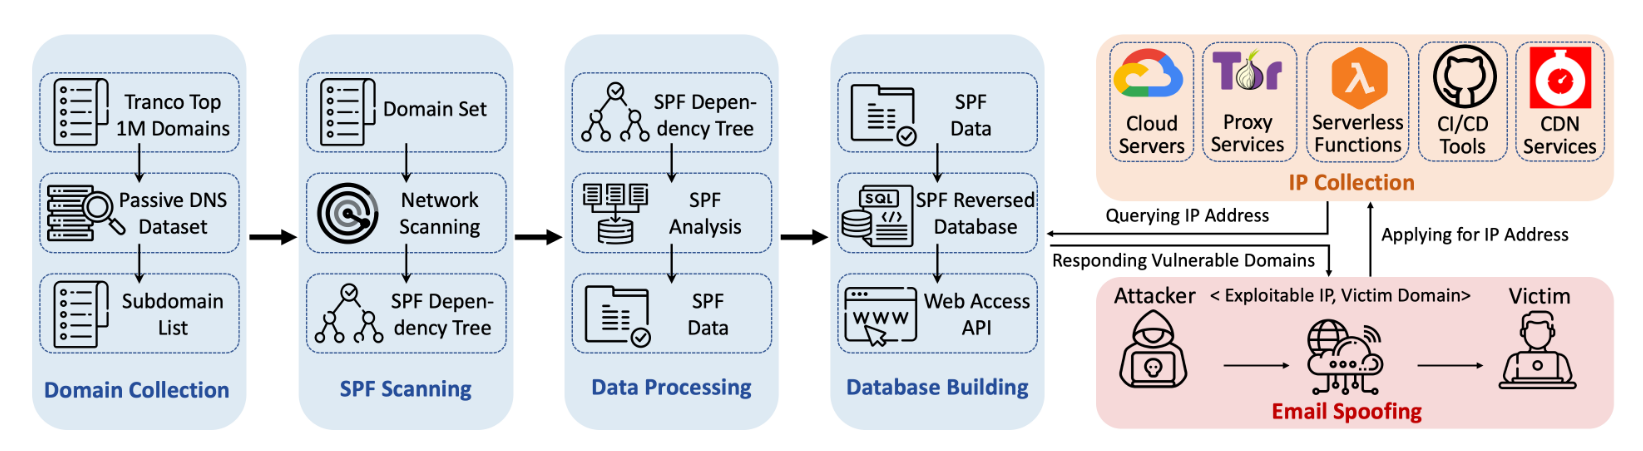 Tranco Top
1M Domains
Passive DNS
Dataset
Subdomain
List
Domain Collection
Domain Set
Network
Scanning
SPF Depen-
dency Tree
SPF Scanning
SPF Depen-
dency Tree
SPF
Analysis
SPF
Data
Data Processing
SPF
Data
SQL
</>
SPF Reversed
Database
WWW
Web Access
API
Database Building
Tor
Cloud
Servers
Proxy
Services
Serverless
Functions
CI/CD
Tools
CDN
Services
IP Collection
Querying IP Address
Applying for IP Address
Responding Vulnerable Domains
Attacker
< Exploitable IP, Victim Domain>
Victim
Email Spoofing